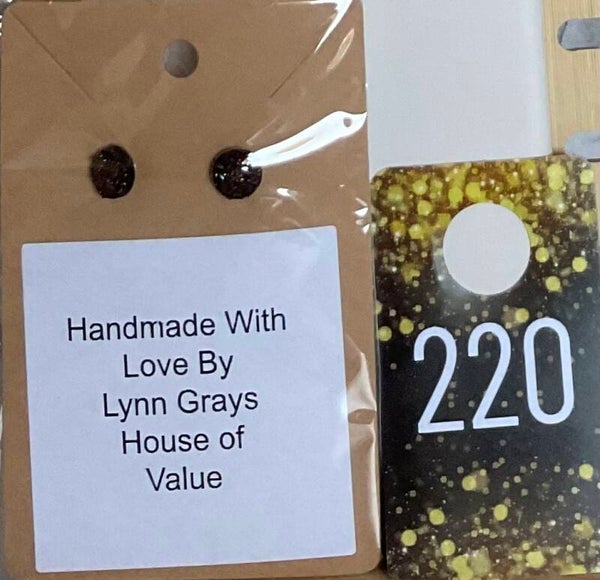 Handmade With
Love By
Lynn Grays
House of
Value
220